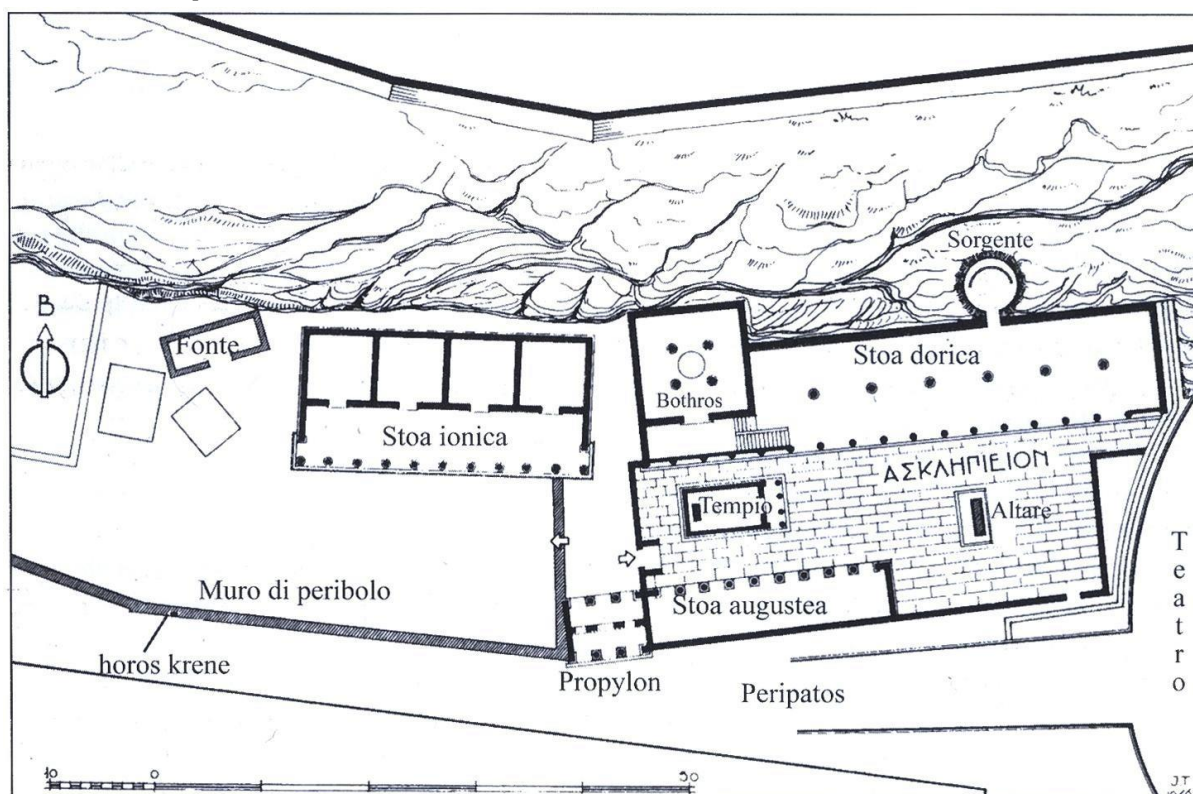 Sorgente
B
Fonte
Stoa dorica
Bothros
Stoa ionica
ΑΣΚΛΗΠΙΕΙΟΝ
Tempio
Altare
Teatro
Muro di peribolo
Stoa augustea
horos krene
Propylon
Peripatos
10 0 50
J.T